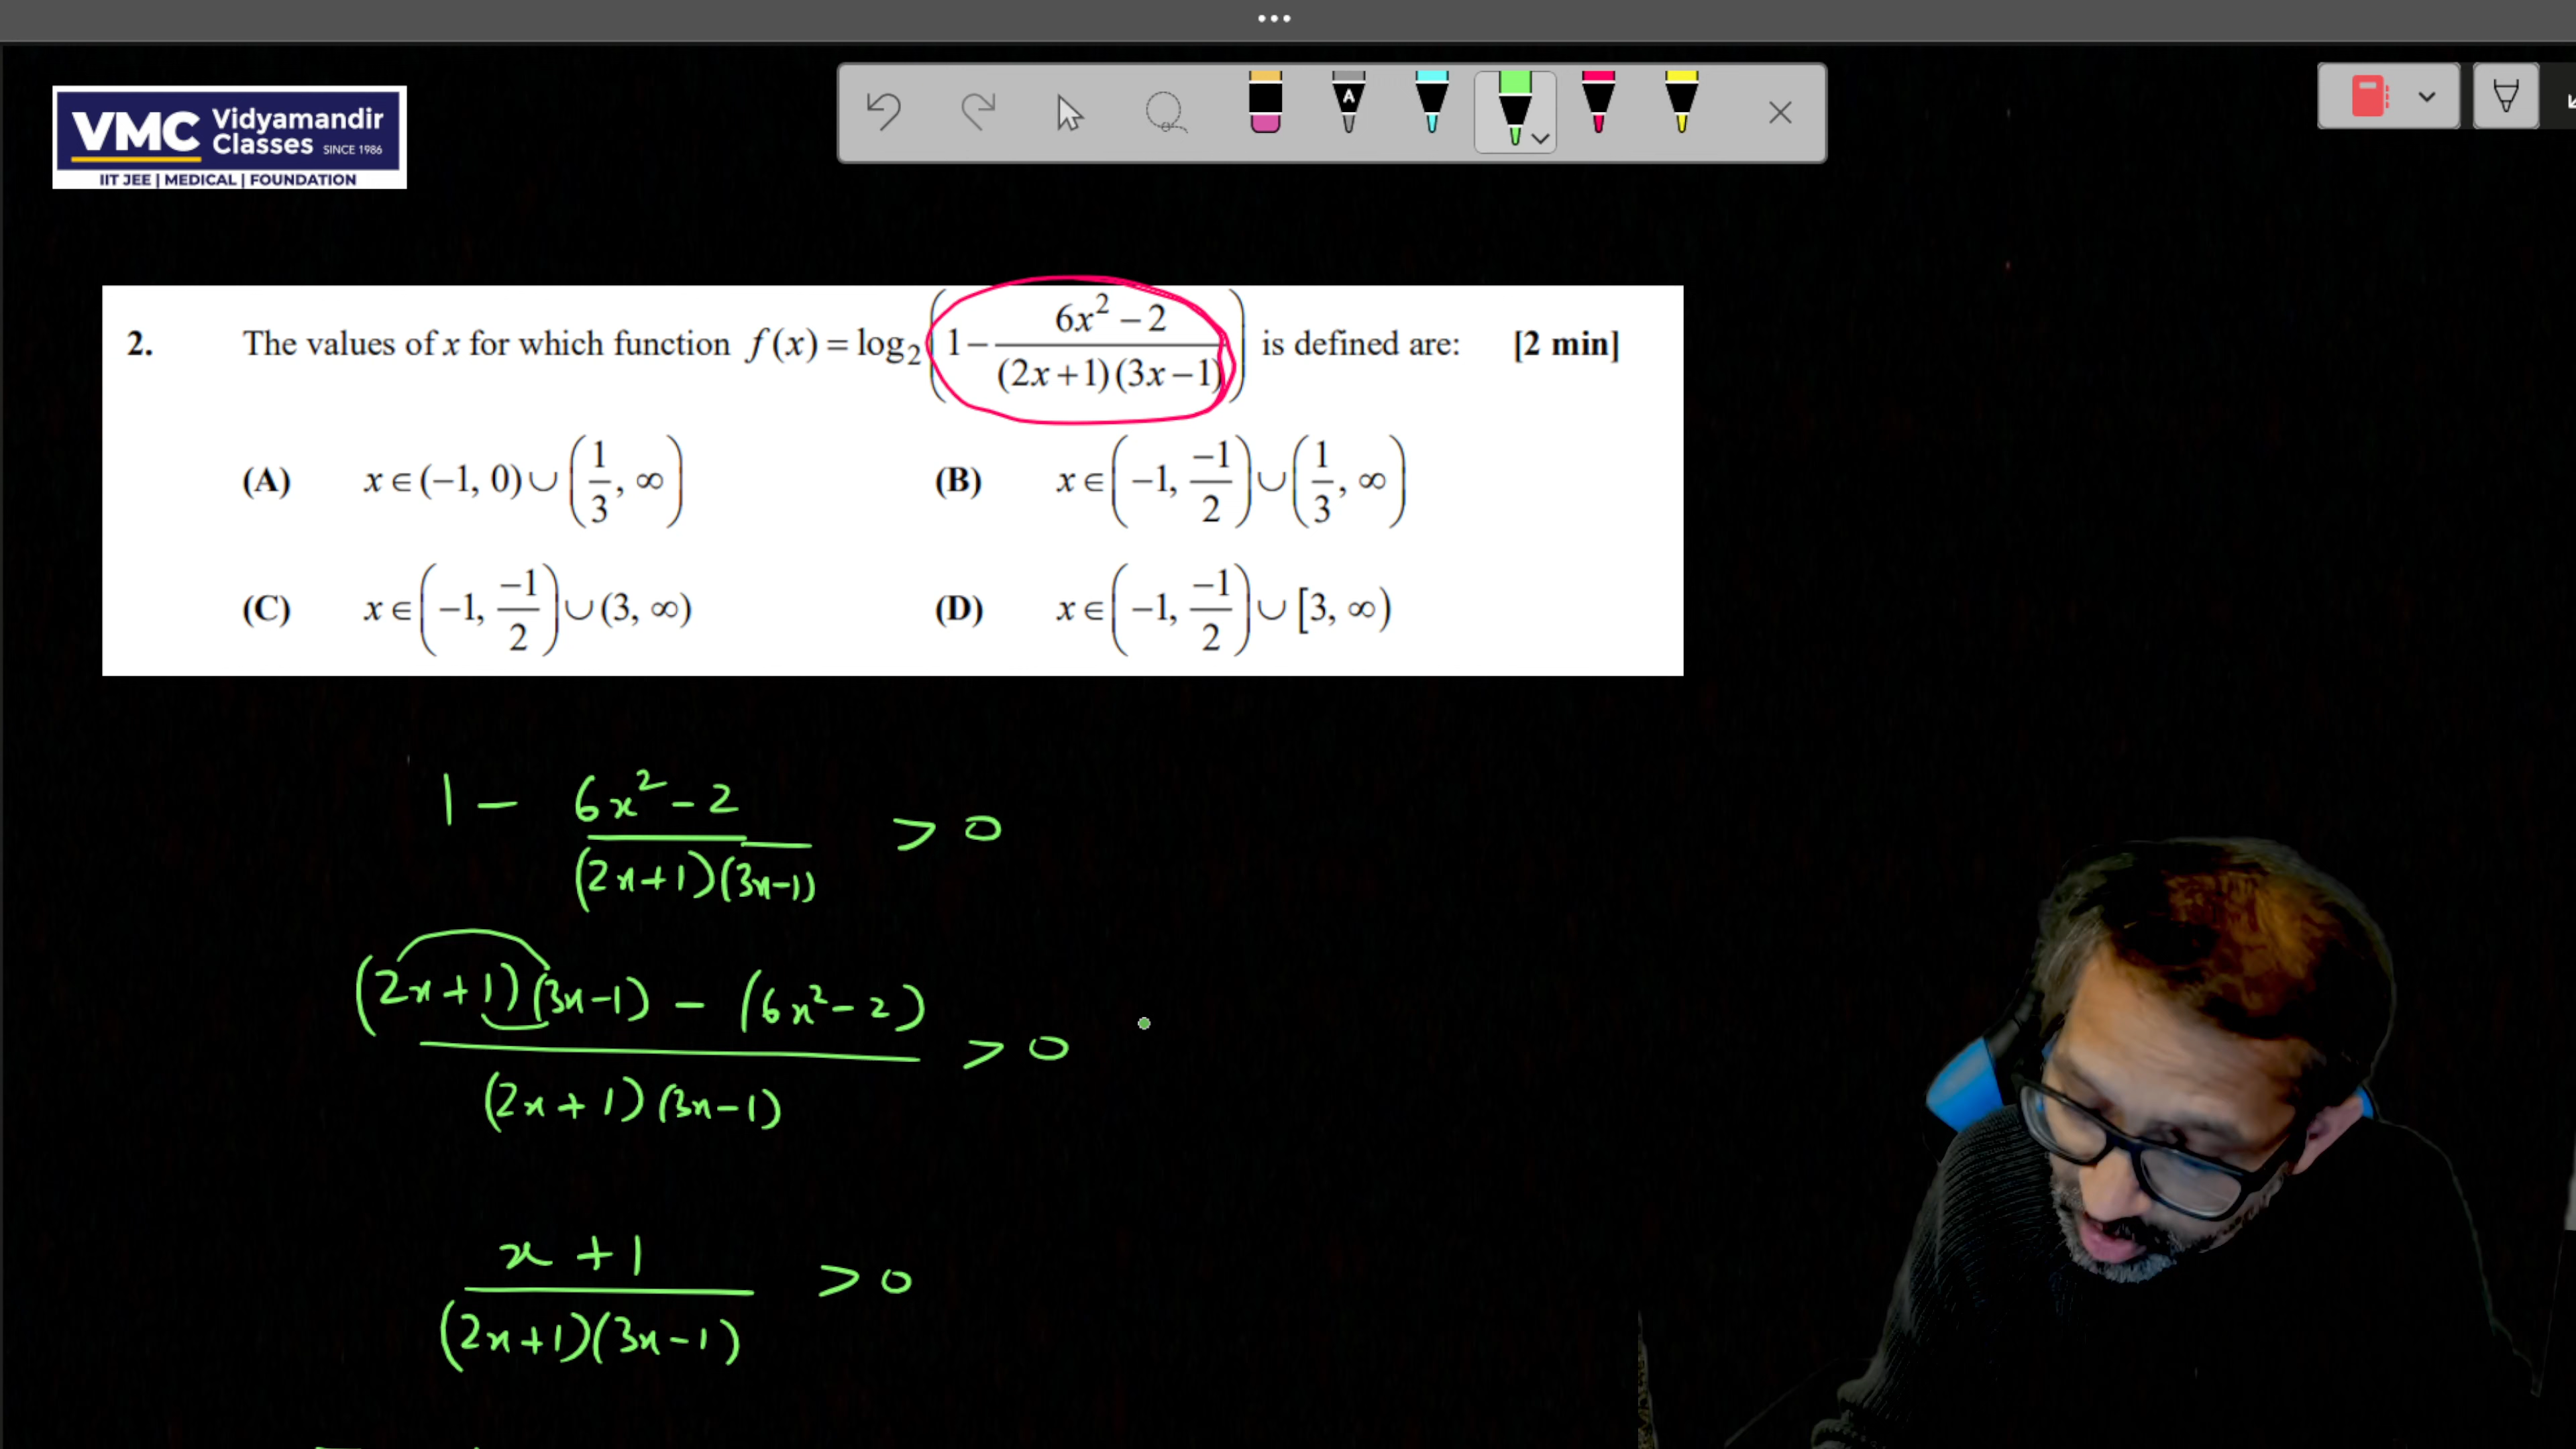 •••
VMC Vidyamandir Classes SINCE 1986
IIT JEE | MEDICAL | FOUNDATION
A
2. The values of x for which function f(x) = log₂(1 − (6x² − 2)/((2x+1)(3x−1))) is defined are: [2 min]
(A) x ∈ (−1, 0) ∪ (1/3, ∞) (B) x ∈ (−1, −1/2) ∪ (1/3, ∞)
(C) x ∈ (−1, −1/2) ∪ (3, ∞) (D) x ∈ (−1, −1/2) ∪ [3, ∞)
1 − (6x² − 2)/((2x+1)(3x−1)) > 0
((2x+1)(3x−1) − (6x² − 2))/((2x+1)(3x−1)) > 0
(x + 1)/((2x+1)(3x−1)) > 0